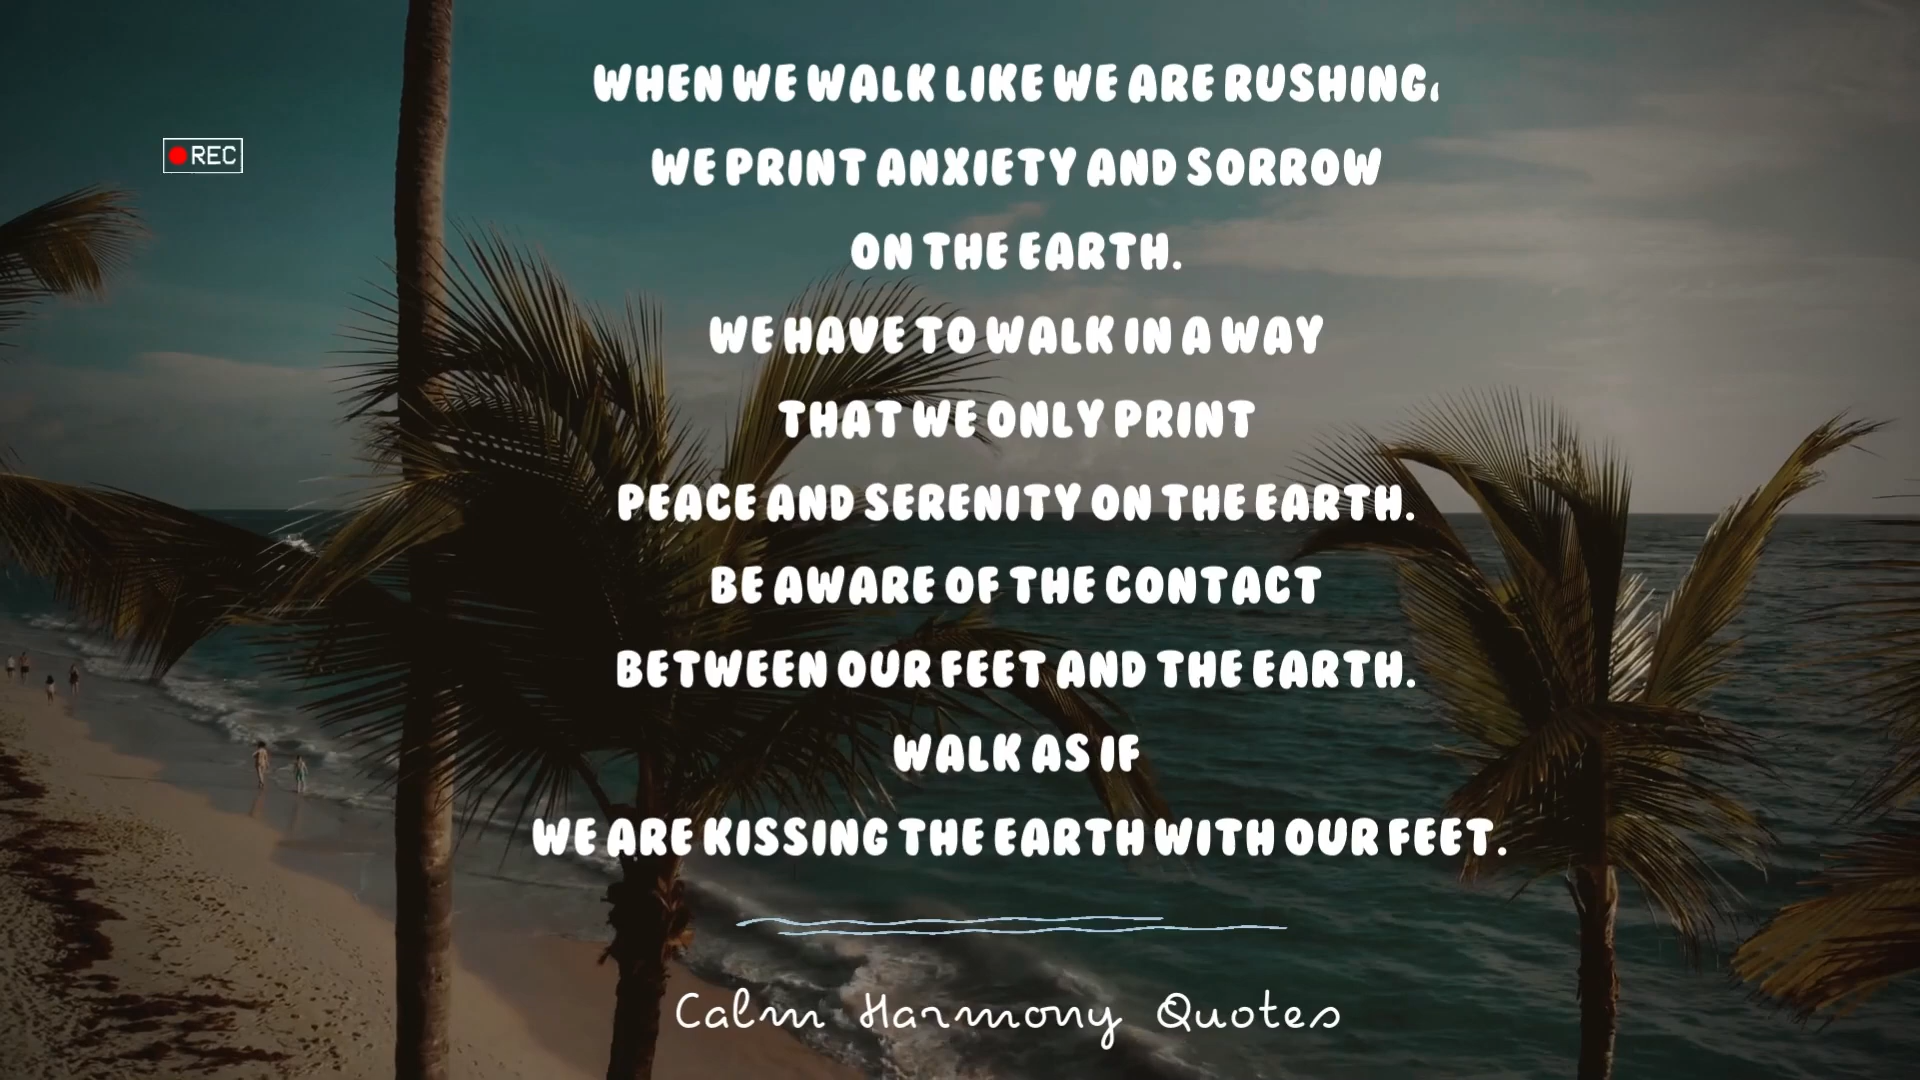 REC
WHEN WE WALK LIKE WE ARE RUSHING,
WE PRINT ANXIETY AND SORROW
ON THE EARTH.
WE HAVE TO WALK IN A WAY
THAT WE ONLY PRINT
PEACE AND SERENITY ON THE EARTH.
BE AWARE OF THE CONTACT
BETWEEN OUR FEET AND THE EARTH.
WALK AS IF
WE ARE KISSING THE EARTH WITH OUR FEET.
Calm Harmony Quotes